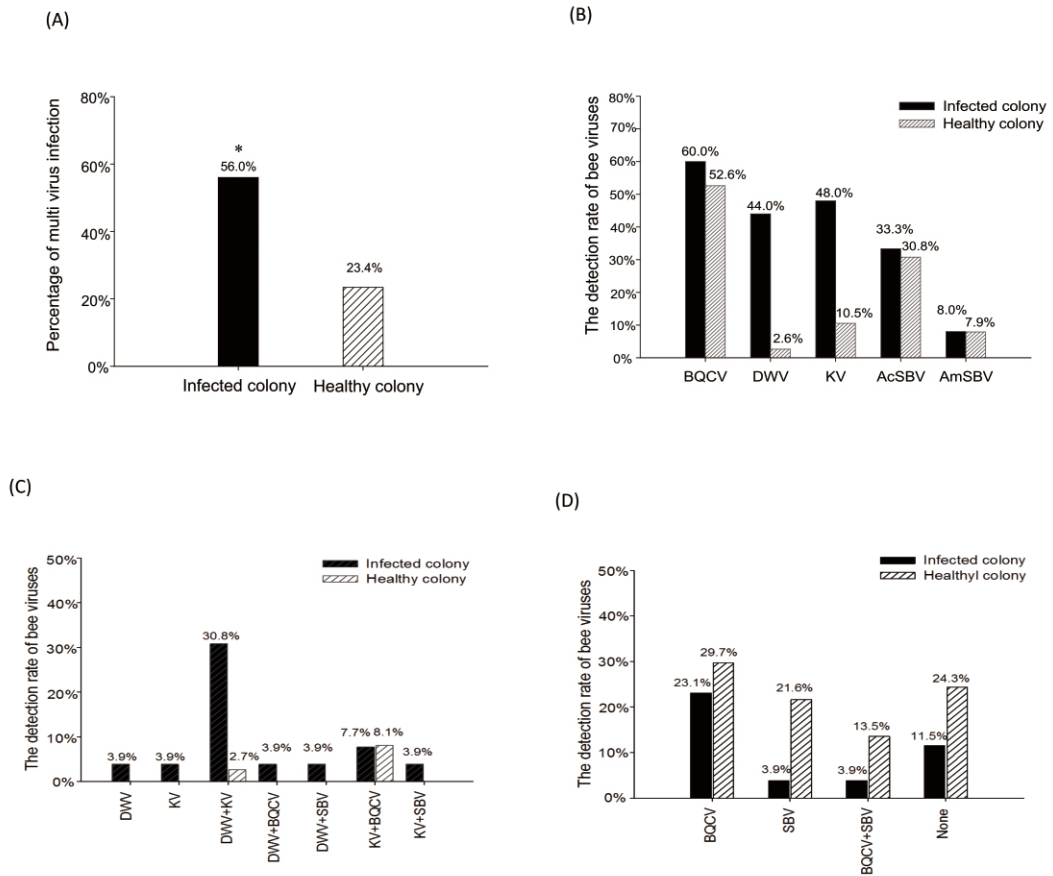 (A)
Percentage of multi virus infection
80%
60%
40%
20%
0%
*
56.0%
23.4%
Infected colony
Healthy colony
(B)
The detection rate of bee viruses
80%
70%
60%
50%
40%
30%
20%
10%
0%
Infected colony
Healthy colony
60.0%
52.6%
44.0%
2.6%
48.0%
10.5%
33.3%
30.8%
8.0%
7.9%
BQCV
DWV
KV
AcSBV
AmSBV
(C)
The detection rate of bee viruses
50%
40%
30%
20%
10%
0%
Infected colony
Healthy colony
3.9%
3.9%
30.8%
2.7%
3.9%
3.9%
7.7%
8.1%
3.9%
DWV
KV
DWV+KV
DWV+BQCV
DWV+SBV
KV+BQCV
KV+SBV
(D)
The detection rate of bee viruses
50%
40%
30%
20%
10%
0%
Infected colony
Healthyl colony
23.1%
29.7%
3.9%
21.6%
3.9%
13.5%
11.5%
24.3%
BQCV
SBV
BQCV+SBV
None